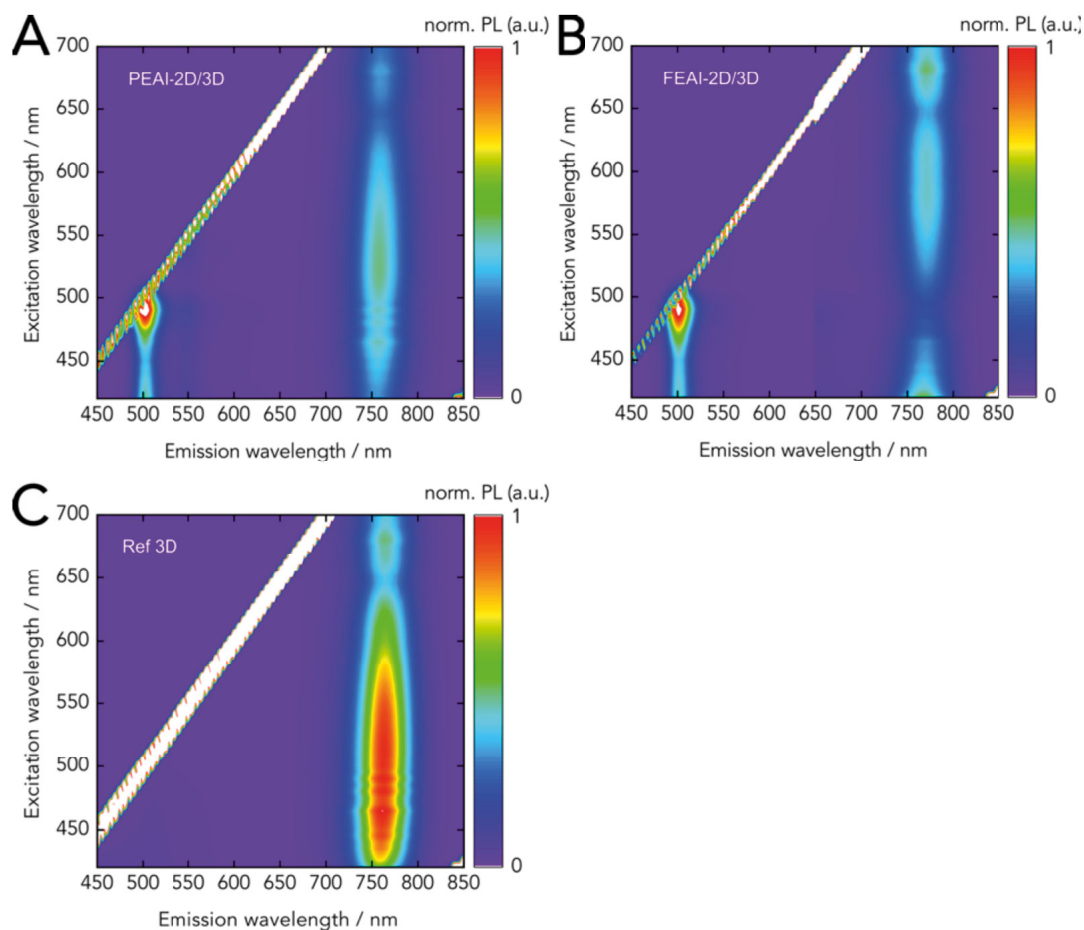 A
norm. PL (a.u.)
700
650
600
550
500
450
Excitation wavelength / nm
PEAI-2D/3D
1
0
450 500 550 600 650 700 750 800 850
Emission wavelength / nm
B
norm. PL (a.u.)
700
650
600
550
500
450
Excitation wavelength / nm
FEAI-2D/3D
1
0
450 500 550 600 650 700 750 800 850
Emission wavelength / nm
C
norm. PL (a.u.)
700
650
600
550
500
450
Excitation wavelength / nm
Ref 3D
1
0
450 500 550 600 650 700 750 800 850
Emission wavelength / nm